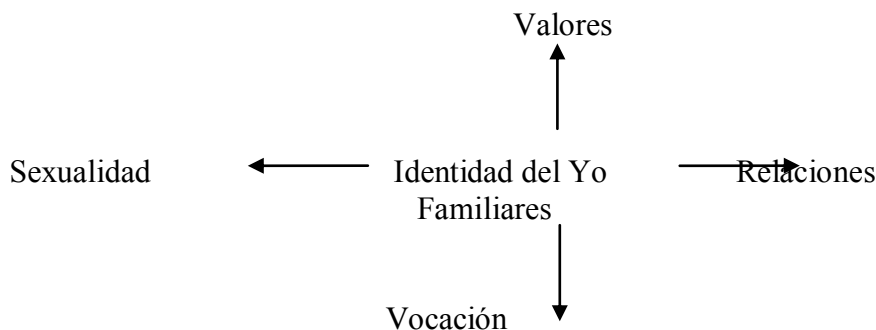 Valores
Sexualidad Identidad del Yo Relaciones
Familiares
Vocación